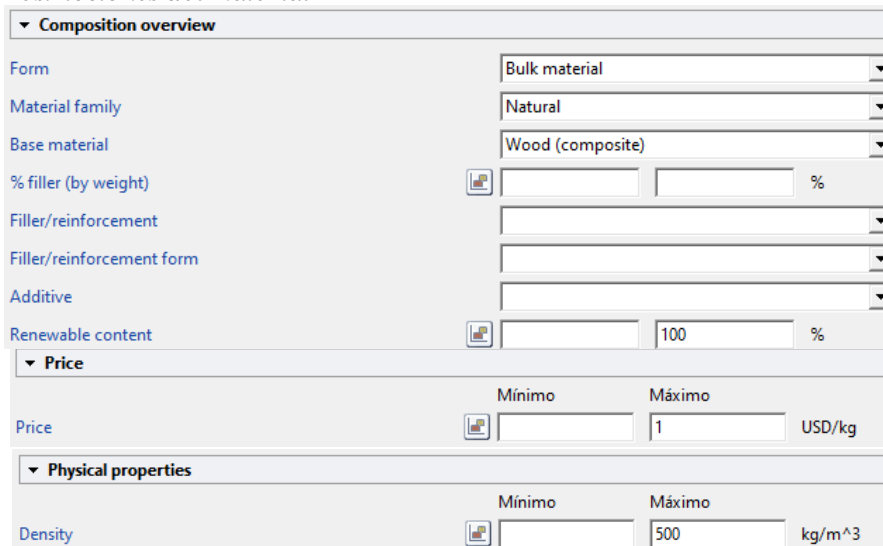 Composition overview
Form Bulk material
Material family Natural
Base material Wood (composite)
% filler (by weight) %
Filler/reinforcement
Filler/reinforcement form
Additive
Renewable content 100 %
Price
Mínimo Máximo
Price 1 USD/kg
Physical properties
Mínimo Máximo
Density 500 kg/m^3